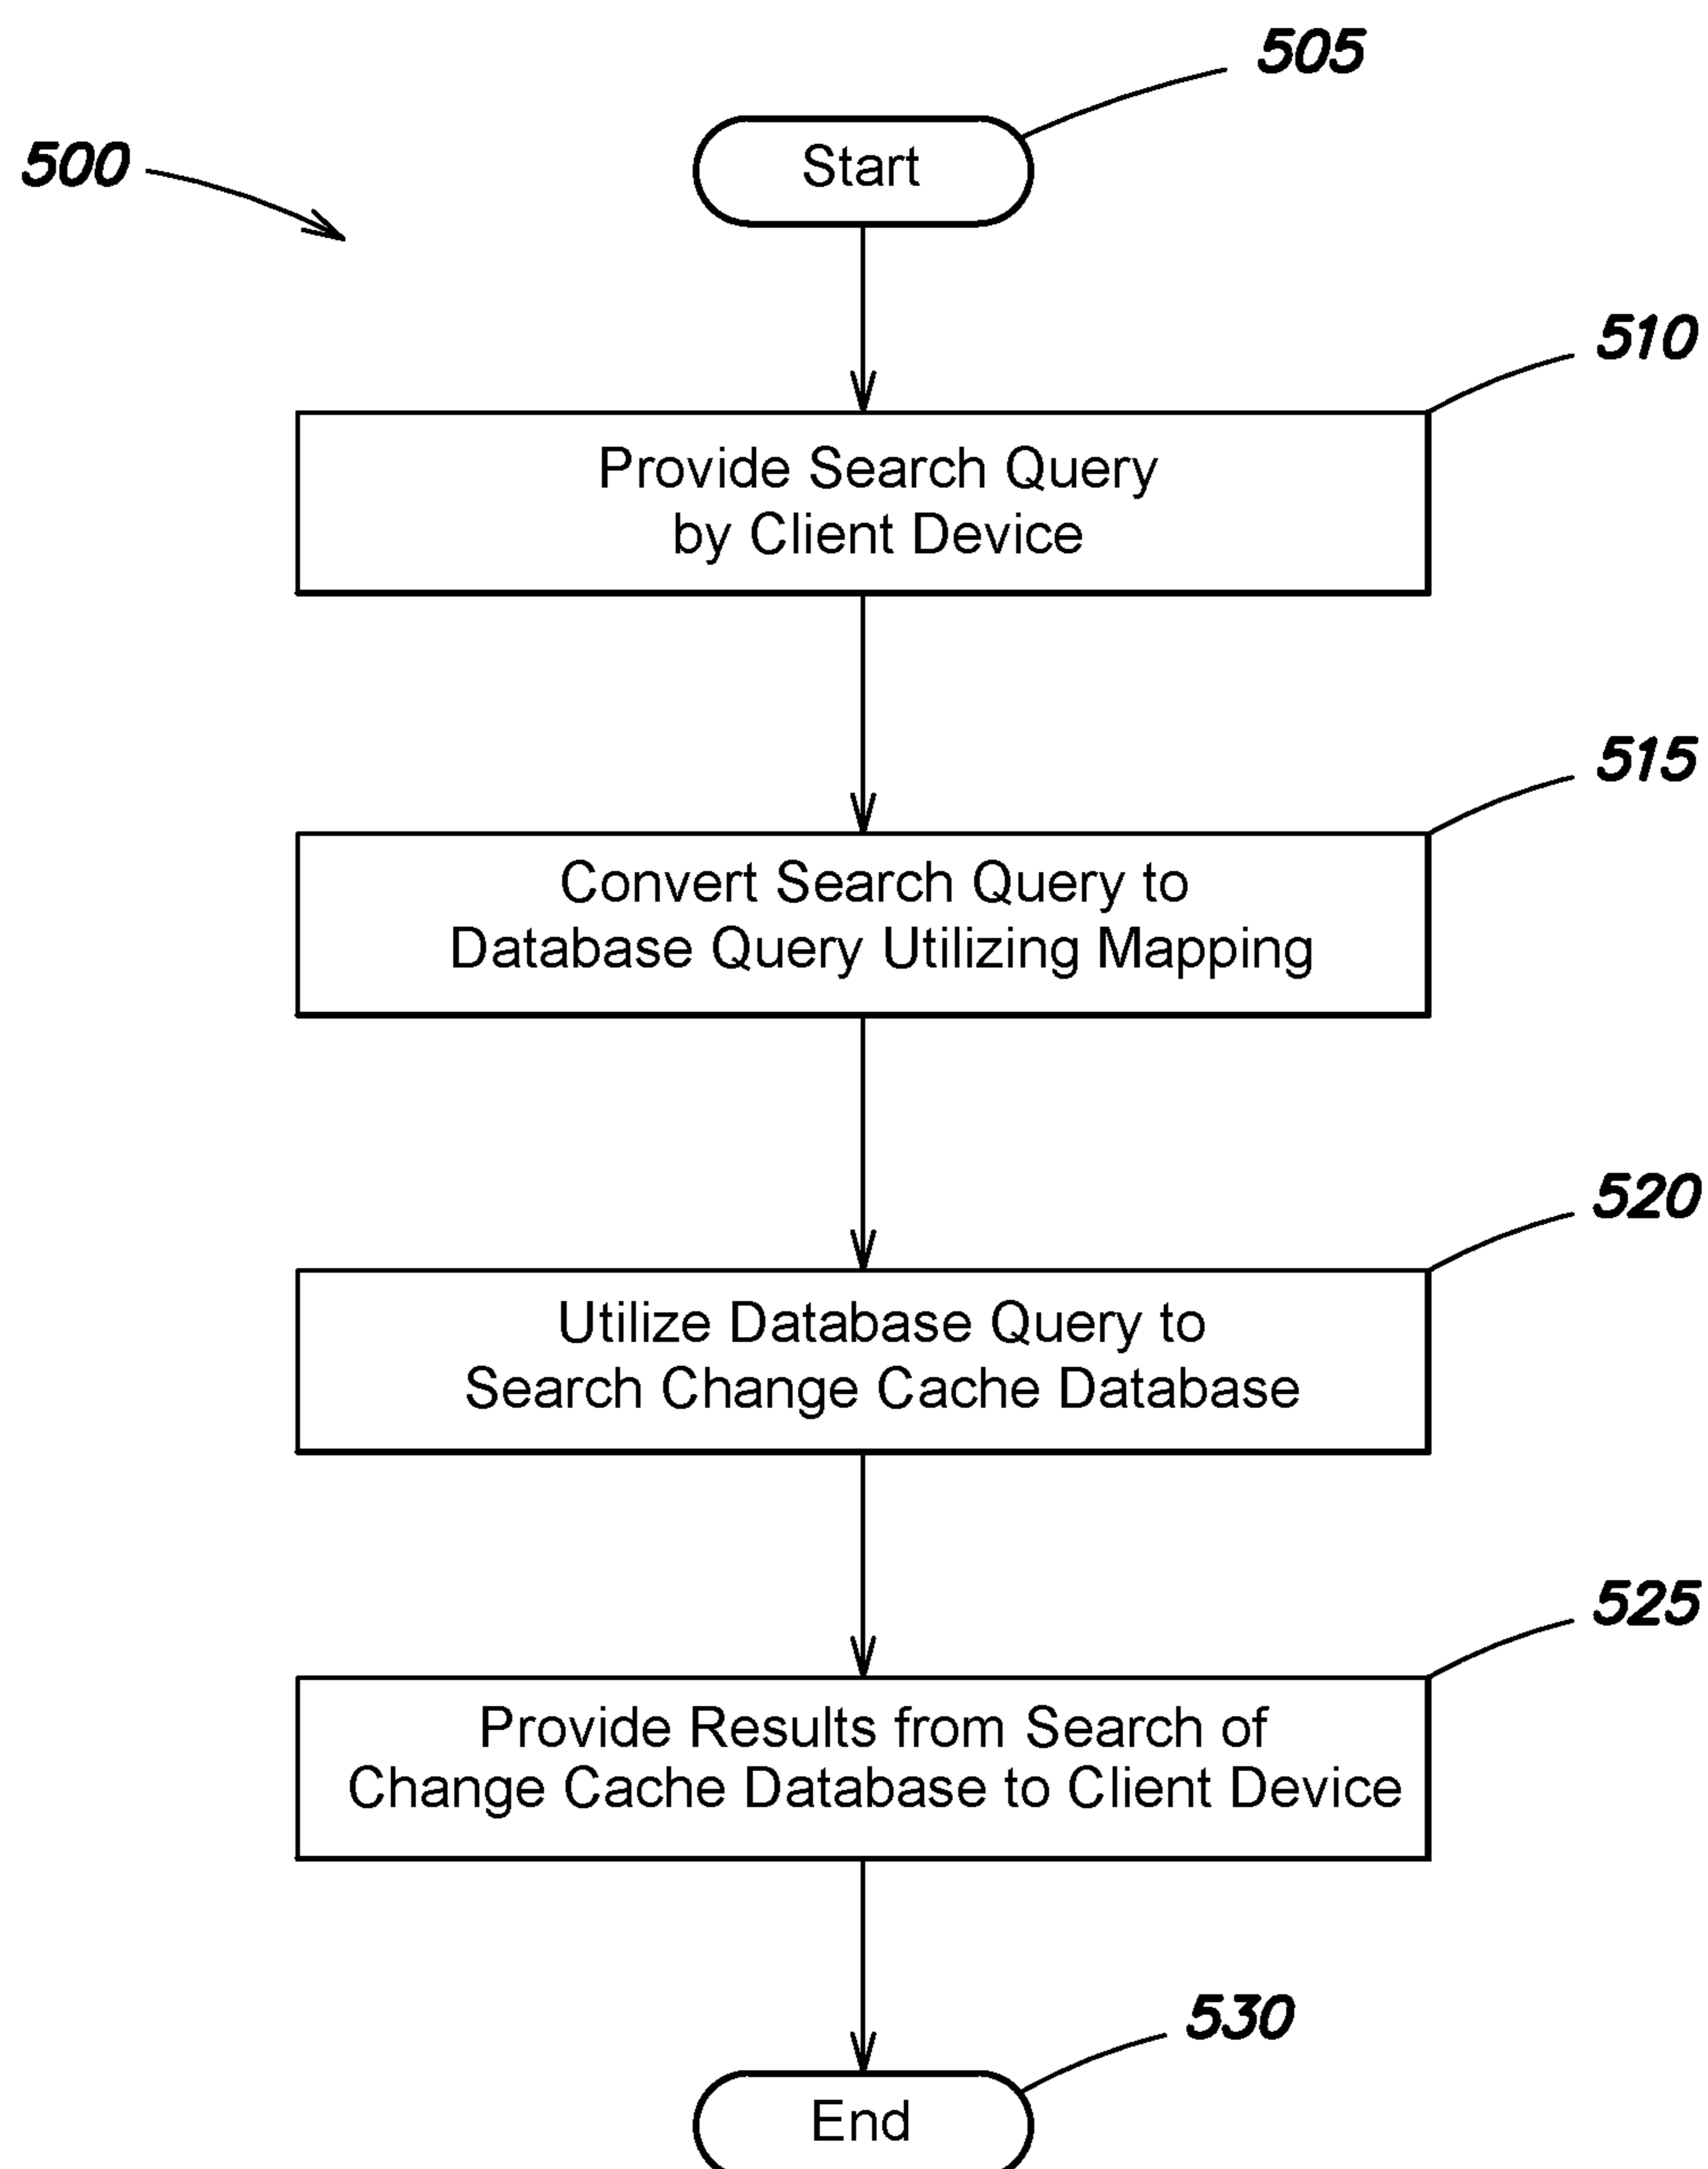 505
500
Start
510
Provide Search Query
by Client Device
515
Convert Search Query to
Database Query Utilizing Mapping
520
Utilize Database Query to
Search Change Cache Database
525
Provide Results from Search of
Change Cache Database to Client Device
530
End